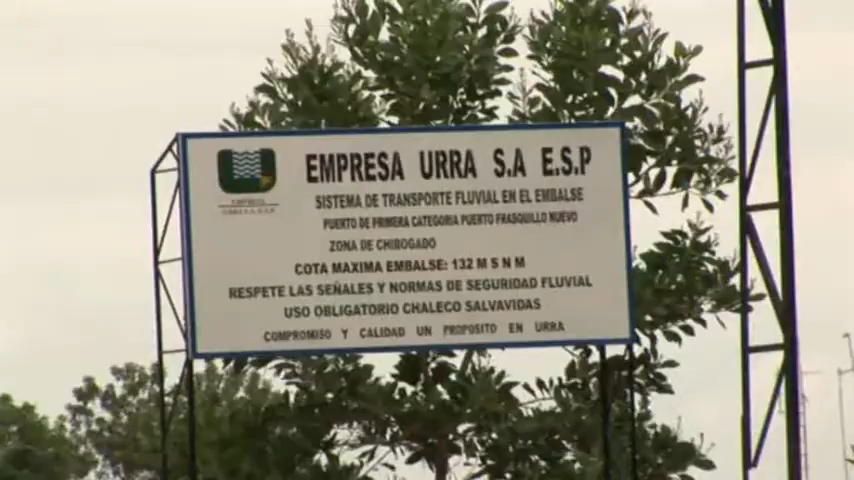 EMPRESA URRA S.A E.S.P
SISTEMA DE TRANSPORTE FLUVIAL EN EL EMBALSE
PUERTO DE PRIMERA CATEGORIA PUERTO FRASQUILLO NUEVO
ZONA DE CHIBOGADO
COTA MAXIMA EMBALSE: 132 M S N M
RESPETE LAS SEÑALES Y NORMAS DE SEGURIDAD FLUVIAL
USO OBLIGATORIO CHALECO SALVAVIDAS
COMPROMISO Y CALIDAD UN PROPOSITO EN URRA
EMPRESA
URRA S.A. E.S.P